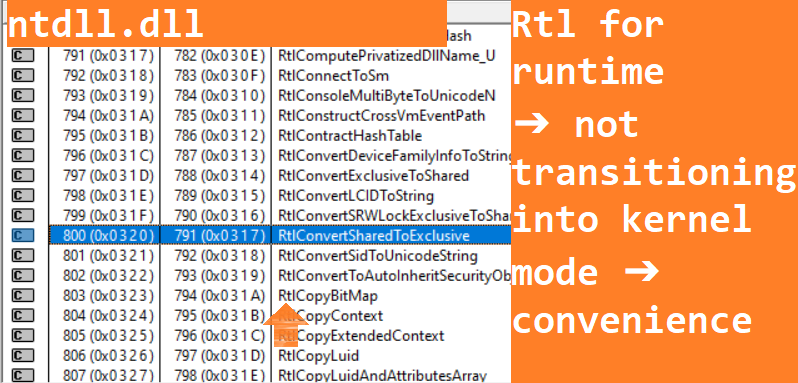 ntdll.dll
lash
791 (0x0317) 782 (0x030E) RtlComputePrivatizedDllName_U
792 (0x0318) 783 (0x030F) RtlConnectToSm
793 (0x0319) 784 (0x0310) RtlConsoleMultiByteToUnicodeN
794 (0x031A) 785 (0x0311) RtlConstructCrossVmEventPath
795 (0x031B) 786 (0x0312) RtlContractHashTable
796 (0x031C) 787 (0x0313) RtlConvertDeviceFamilyInfoToString
797 (0x031D) 788 (0x0314) RtlConvertExclusiveToShared
798 (0x031E) 789 (0x0315) RtlConvertLCIDToString
799 (0x031F) 790 (0x0316) RtlConvertSRWLockExclusiveToShar
800 (0x0320) 791 (0x0317) RtlConvertSharedToExclusive
801 (0x0321) 792 (0x0318) RtlConvertSidToUnicodeString
802 (0x0322) 793 (0x0319) RtlConvertToAutoInheritSecurityOb
803 (0x0323) 794 (0x031A) RtlCopyBitMap
804 (0x0324) 795 (0x031B) RtlCopyContext
805 (0x0325) 796 (0x031C) RtlCopyExtendedContext
806 (0x0326) 797 (0x031D) RtlCopyLuid
807 (0x0327) 798 (0x031E) RtlCopyLuidAndAttributesArray
Rtl for
runtime
➔ not
transitioning
into kernel
mode ➔
convenience